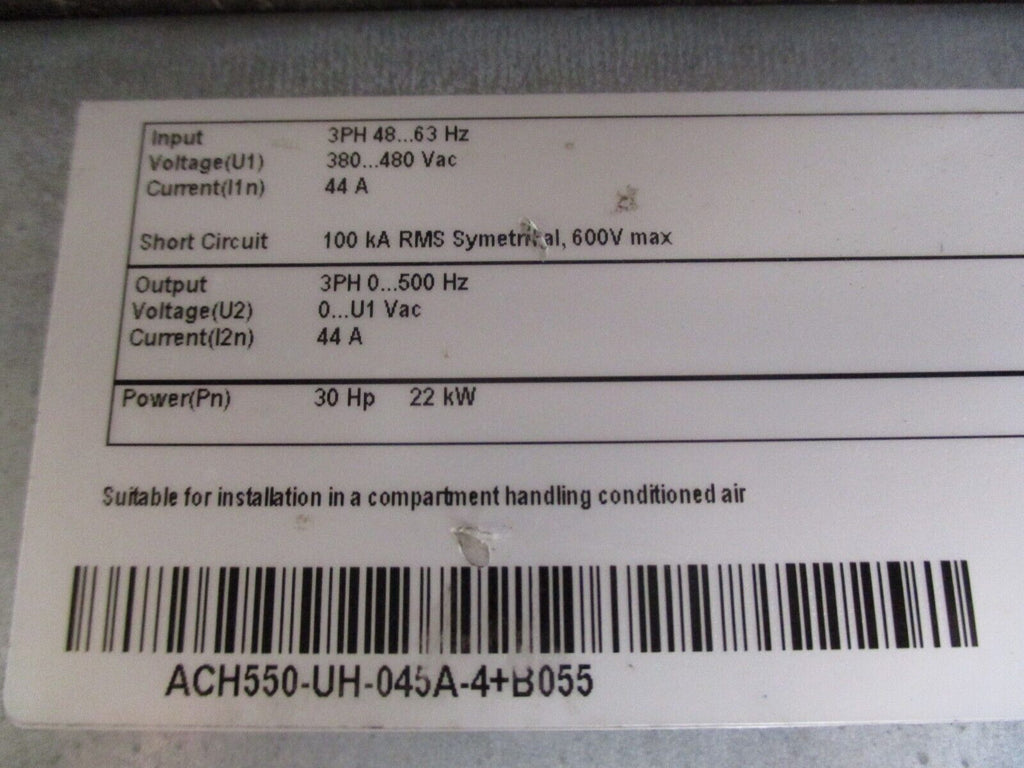 Input 3PH 48...63 Hz
Voltage(U1) 380...480 Vac
Current(I1n) 44 A
Short Circuit 100 kA RMS Symetrikal, 600V max
Output 3PH 0...500 Hz
Voltage(U2) 0...U1 Vac
Current(I2n) 44 A
Power(Pn) 30 Hp 22 kW
Suitable for installation in a compartment handling conditioned air
ACH550-UH-045A-4+B055